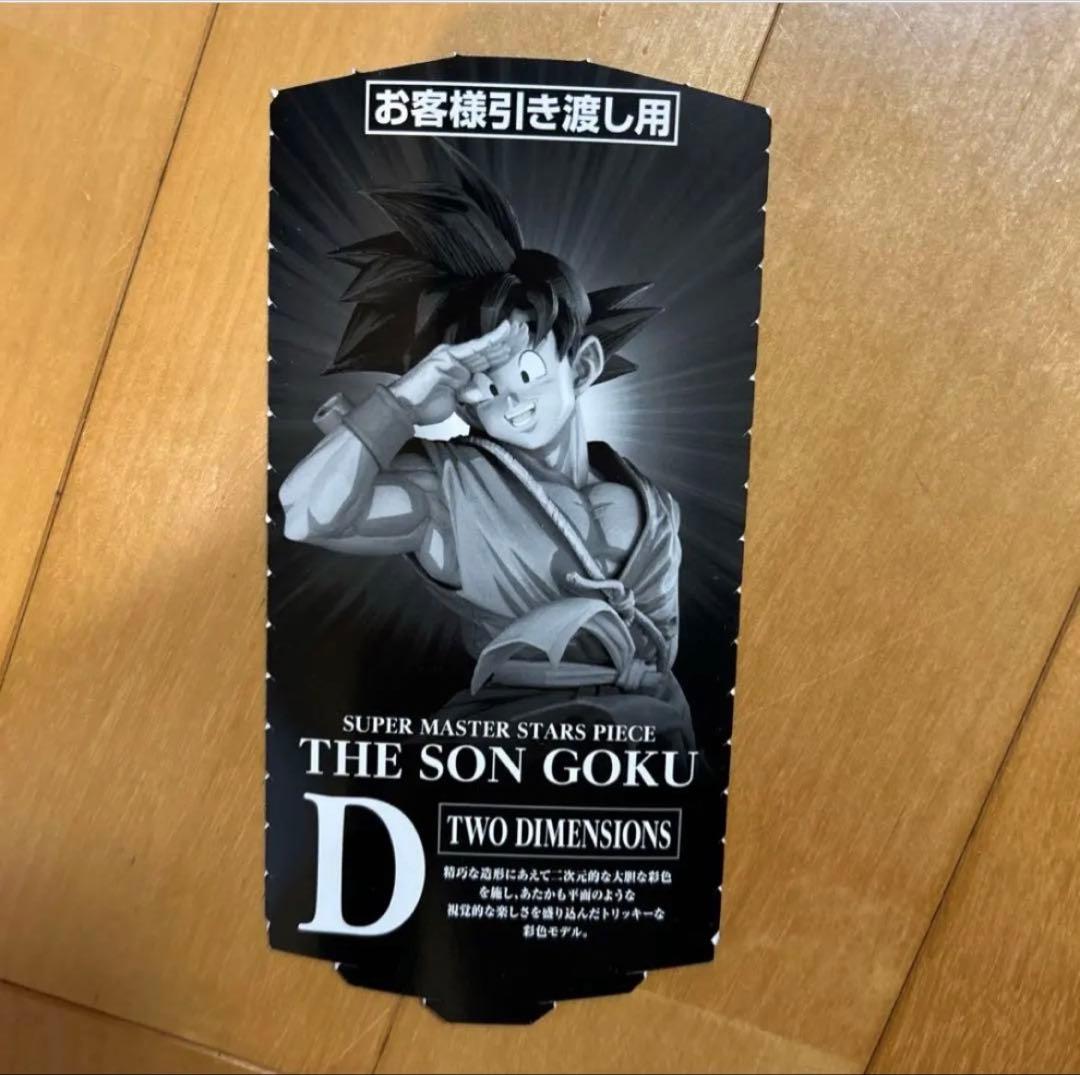 お客様引き渡し用
SUPER MASTER STARS PIECE
THE SON GOKU
D
TWO DIMENSIONS
精巧な造形にあえて二次元的な大胆な彩色
を施し、あたかも平面のような
視覚的な楽しさを盛り込んだトリッキーな
彩色モデル。